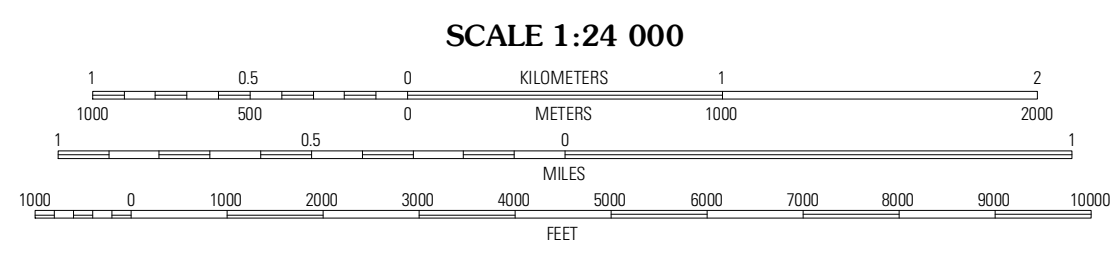 SCALE 1:24 000
1 0.5 0 KILOMETERS 1 2
1000 500 0 METERS 1000 2000
1 0.5 0 1
MILES
1000 0 1000 2000 3000 4000 5000 6000 7000 8000 9000 10000
FEET